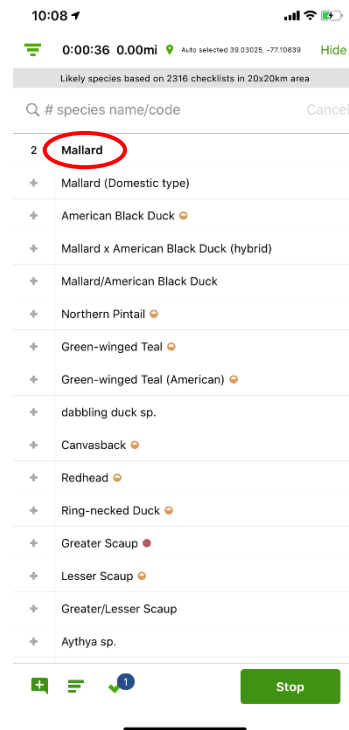 10:08
0:00:36 0.00mi Auto selected 39.03025, -77.10839 Hide
Likely species based on 2316 checklists in 20x20km area
# species name/code Cancel
2 Mallard
+ Mallard (Domestic type)
+ American Black Duck
+ Mallard x American Black Duck (hybrid)
+ Mallard/American Black Duck
+ Northern Pintail
+ Green-winged Teal
+ Green-winged Teal (American)
+ dabbling duck sp.
+ Canvasback
+ Redhead
+ Ring-necked Duck
+ Greater Scaup
+ Lesser Scaup
+ Greater/Lesser Scaup
+ Aythya sp.
1 Stop